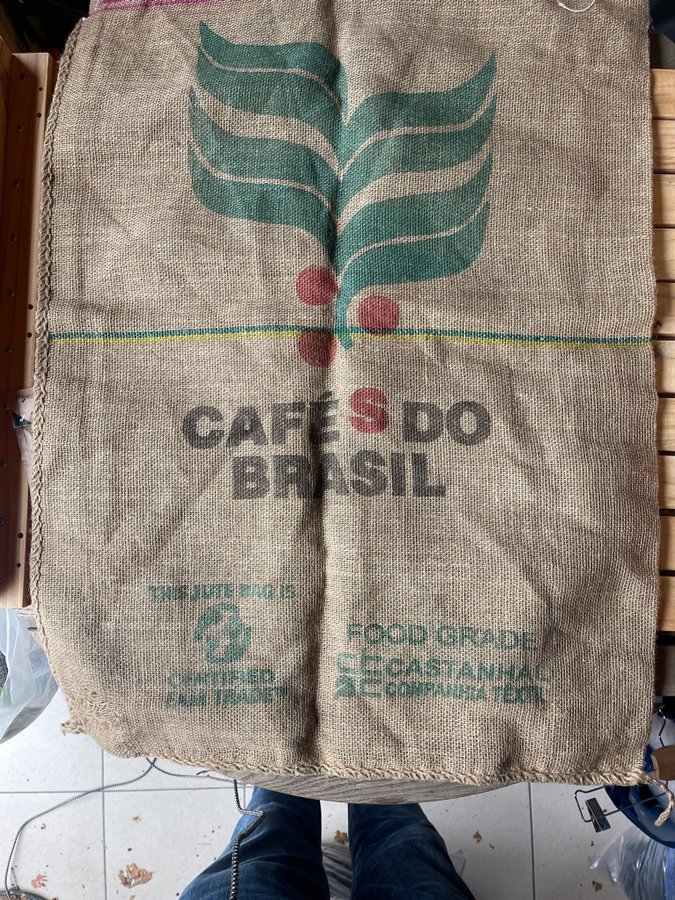 CAFÉS DO
BRASIL
THIS JUTE BAG IS
CERTIFIED
FAIR TRADE
FOOD GRADE
CASTANHAL
COMPANHIA TEXTIL